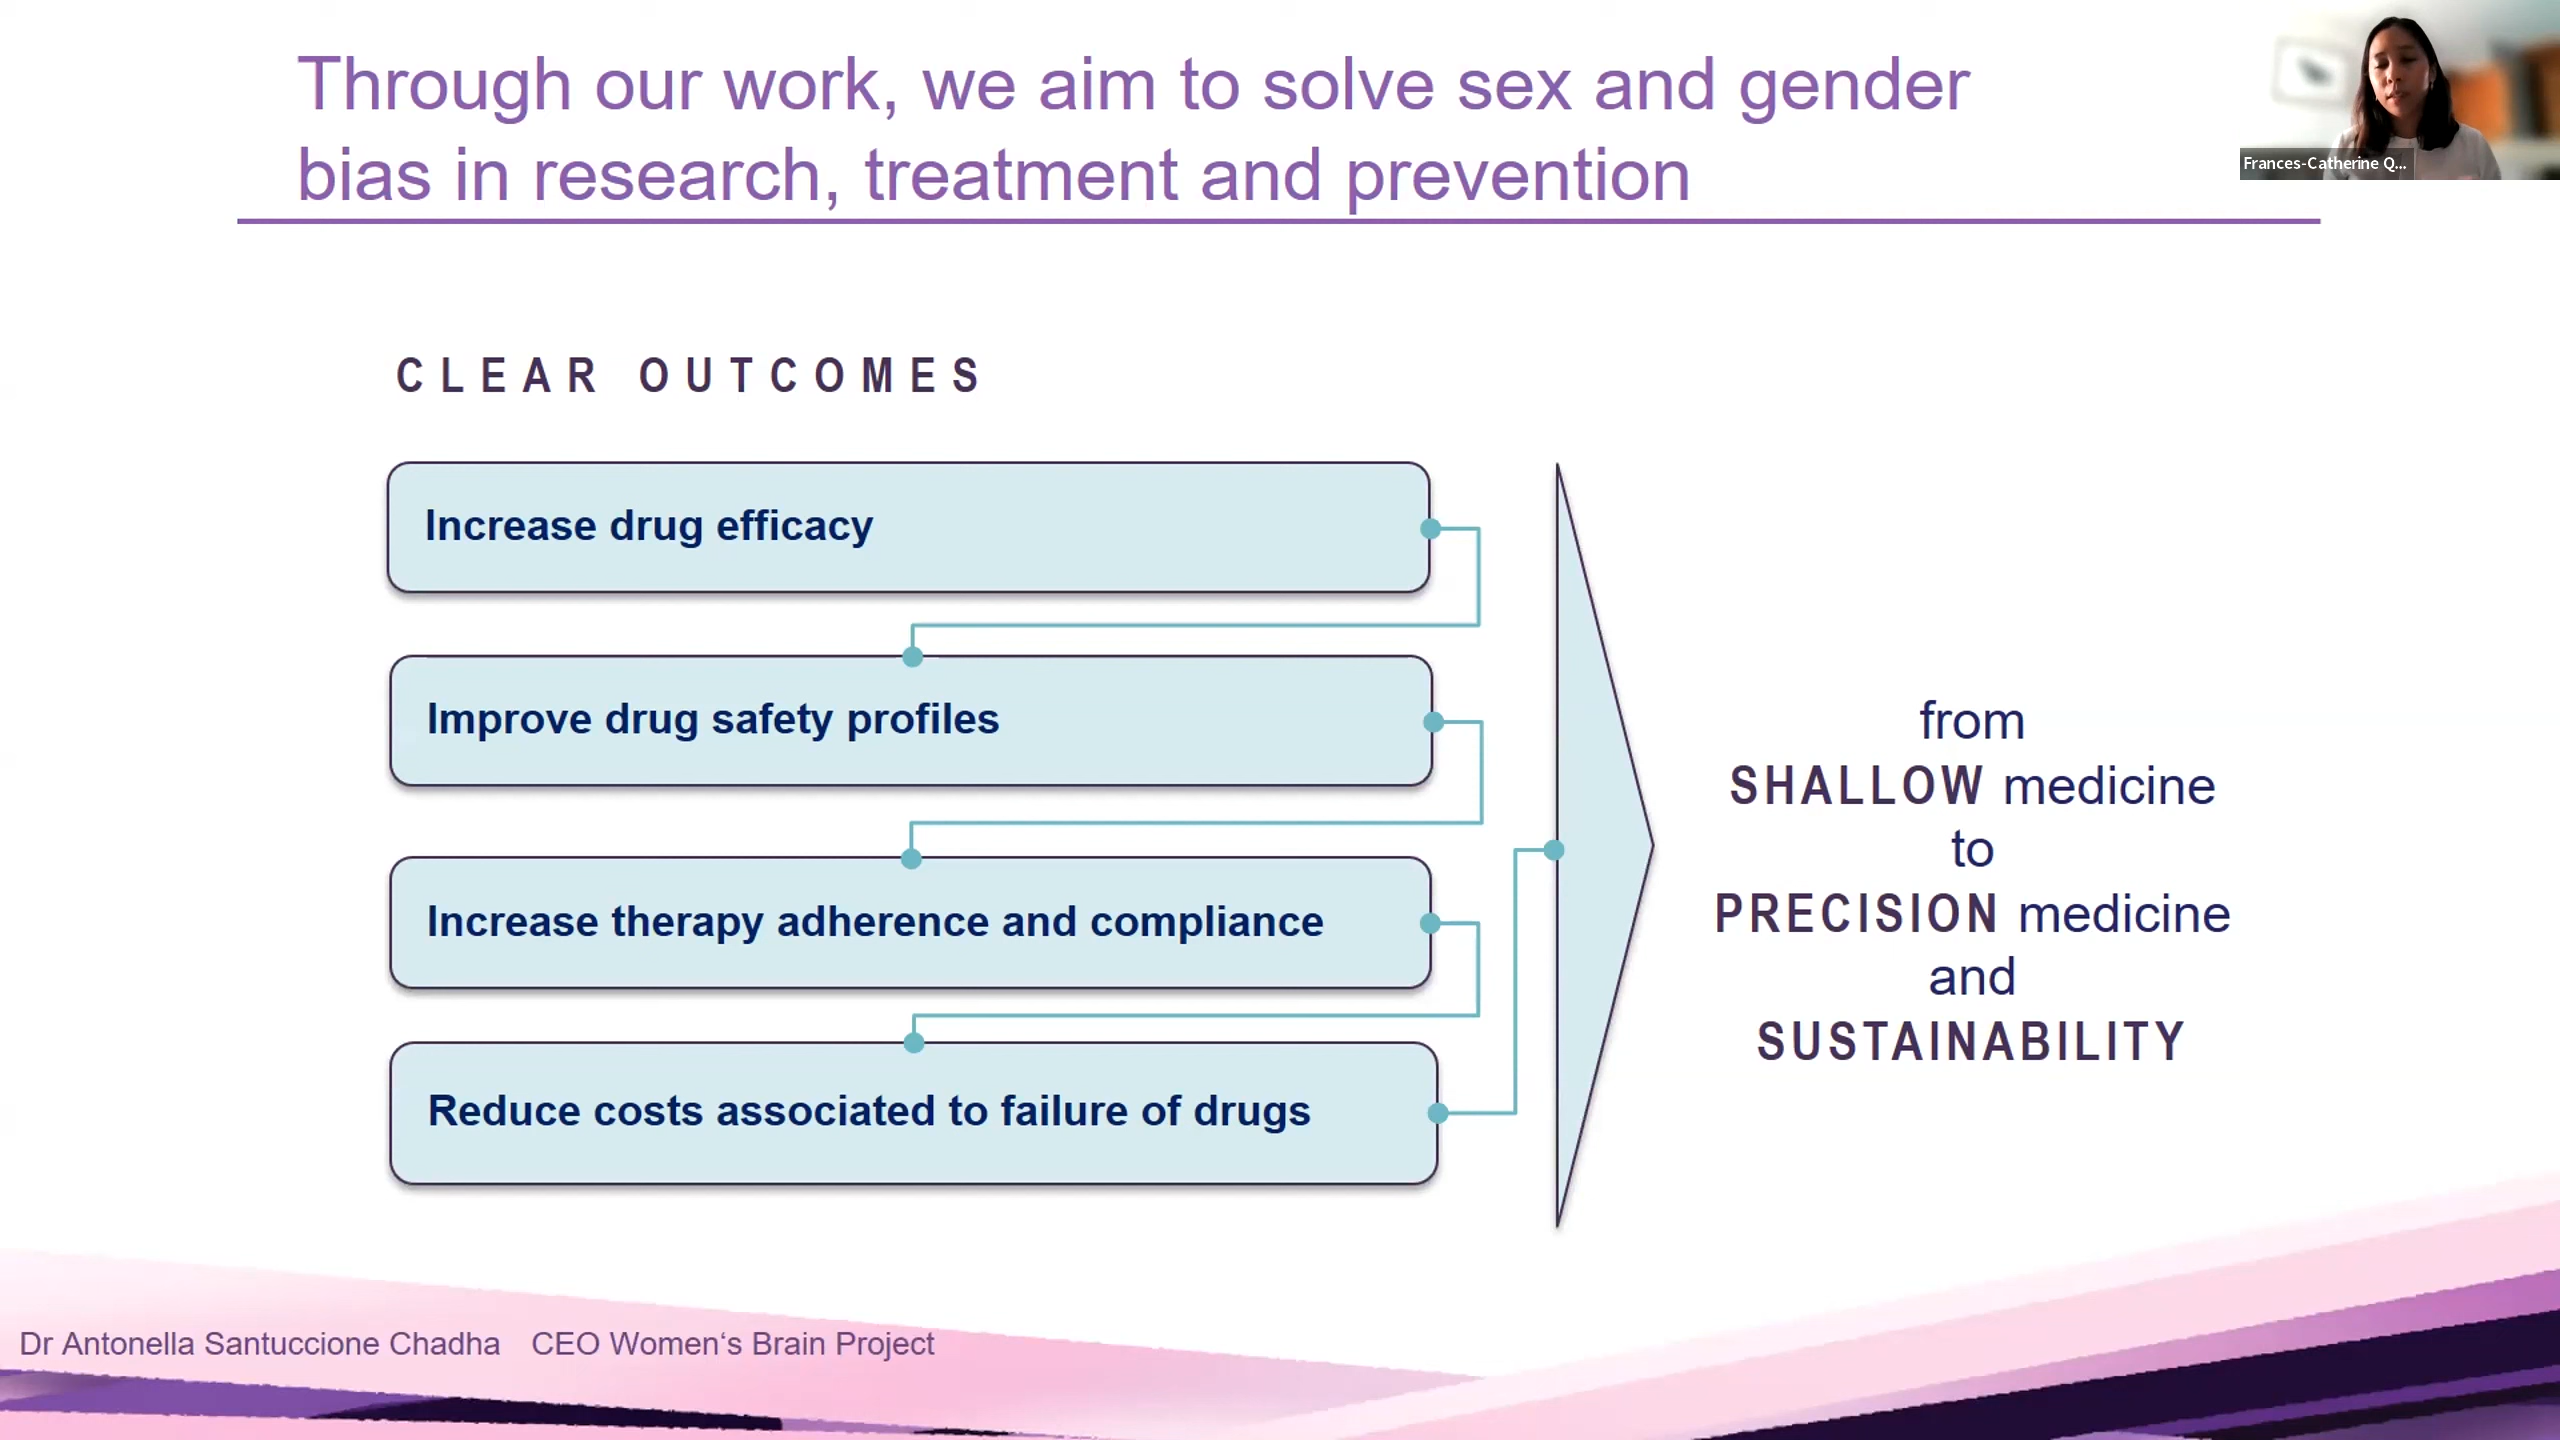 Through our work, we aim to solve sex and gender
bias in research, treatment and prevention
Frances-Catherine Q...
CLEAR OUTCOMES
Increase drug efficacy
Improve drug safety profiles
Increase therapy adherence and compliance
Reduce costs associated to failure of drugs
from
SHALLOW medicine
to
PRECISION medicine
and
SUSTAINABILITY
Dr Antonella Santuccione Chadha CEO Women‘s Brain Project